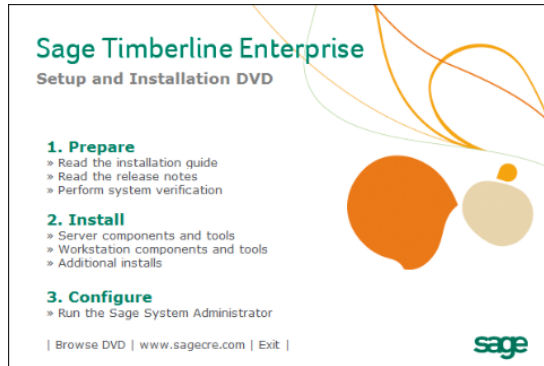 Sage Timberline Enterprise
Setup and Installation DVD
1. Prepare
» Read the installation guide
» Read the release notes
» Perform system verification
2. Install
» Server components and tools
» Workstation components and tools
» Additional installs
3. Configure
» Run the Sage System Administrator
| Browse DVD | www.sagecre.com | Exit |
sage